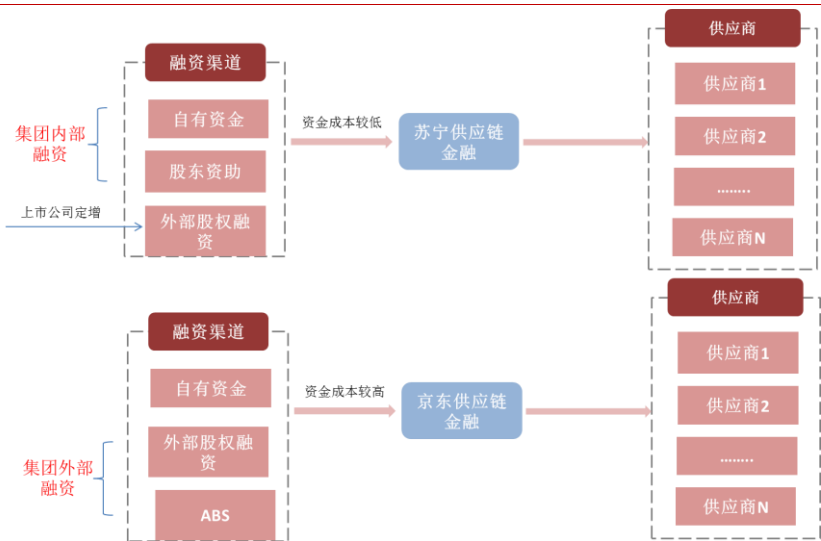 融资渠道
集团内部
融资
自有资金
股东资助
上市公司定增
外部股权融
资
资金成本较低
苏宁供应链
金融
供应商
供应商1
供应商2
........
供应商N
融资渠道
自有资金
集团外部
融资
外部股权融
资
ABS
资金成本较高
京东供应链
金融
供应商
供应商1
供应商2
........
供应商N